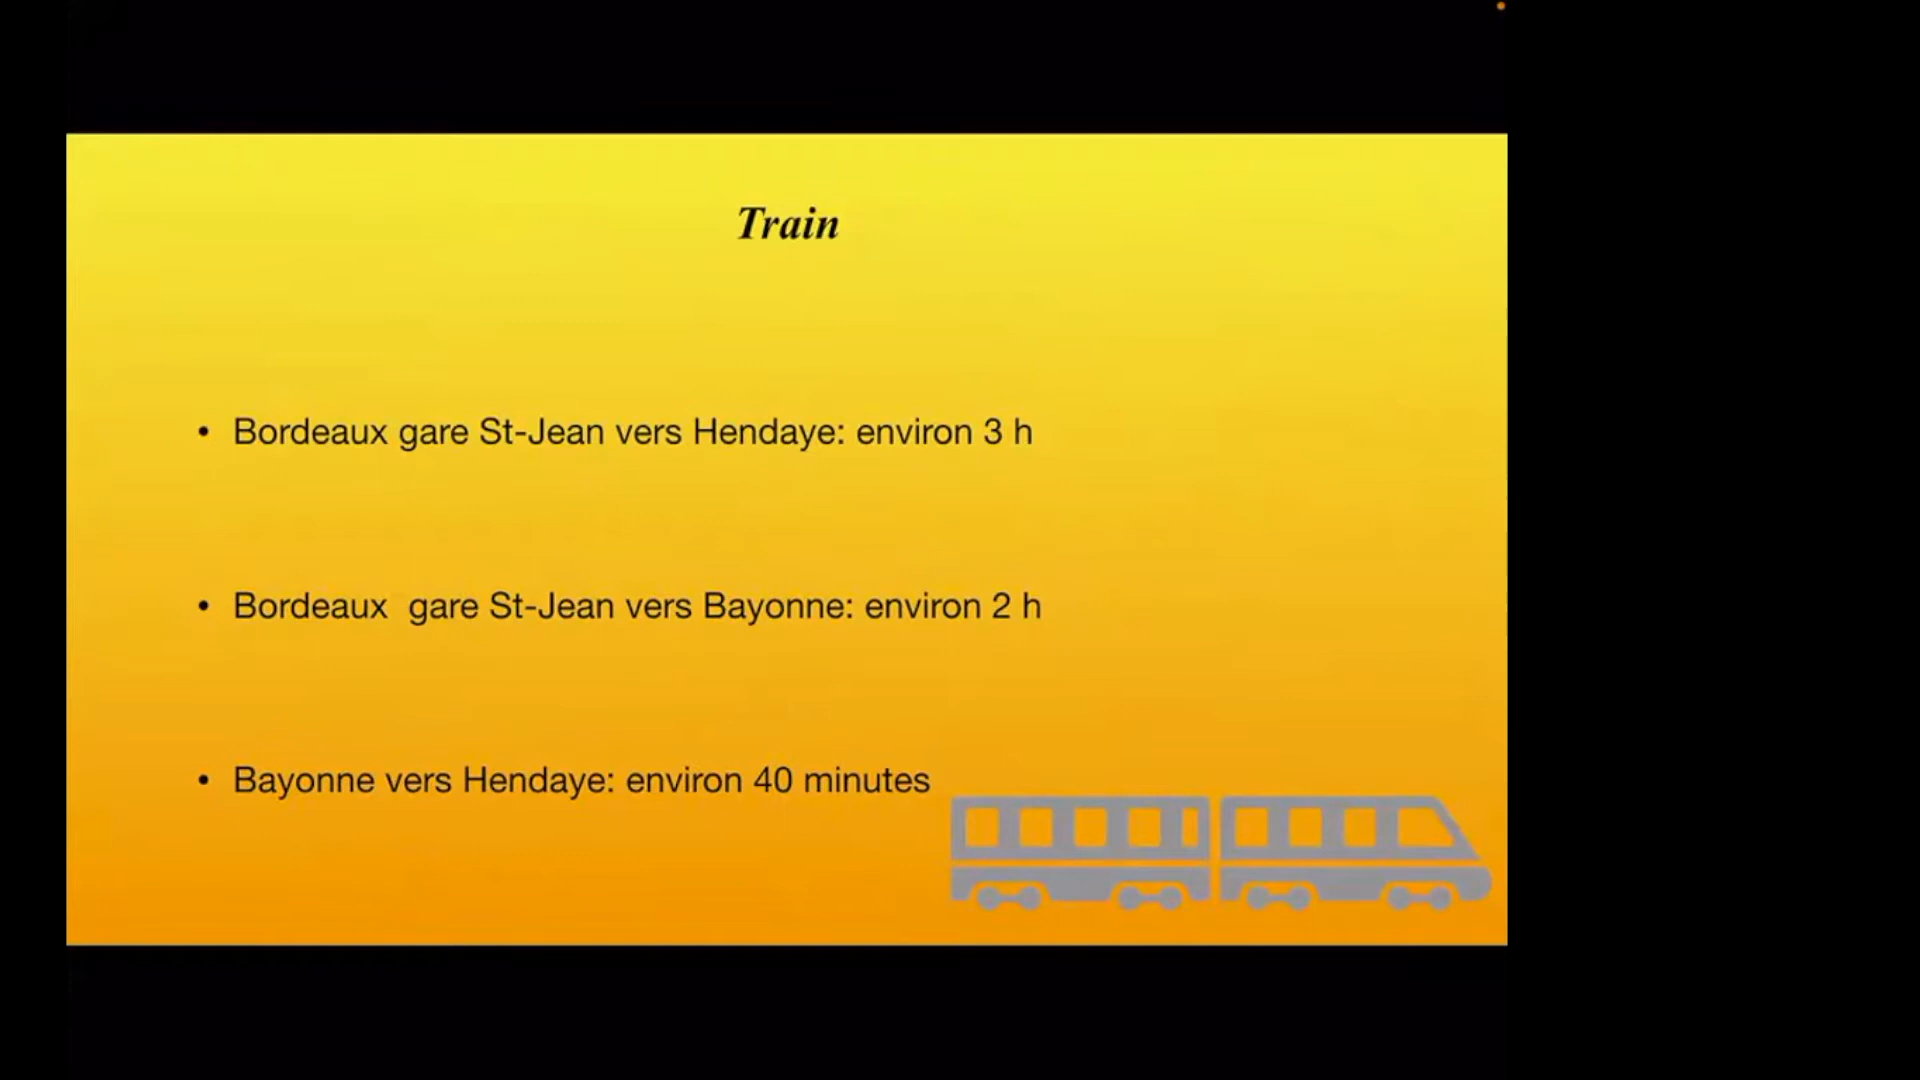 Train
• Bordeaux gare St-Jean vers Hendaye: environ 3 h
• Bordeaux  gare St-Jean vers Bayonne: environ 2 h
• Bayonne vers Hendaye: environ 40 minutes